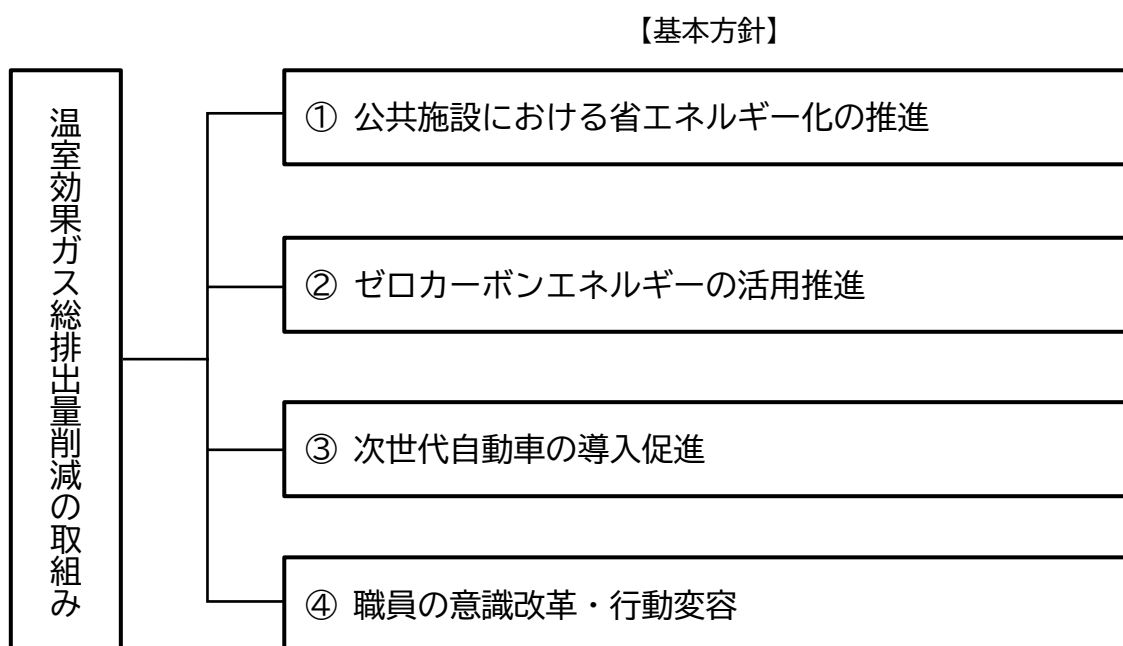 【基本方針】
温室効果ガス総排出量削減の取組み
① 公共施設における省エネルギー化の推進
② ゼロカーボンエネルギーの活用推進
③ 次世代自動車の導入促進
④ 職員の意識改革・行動変容